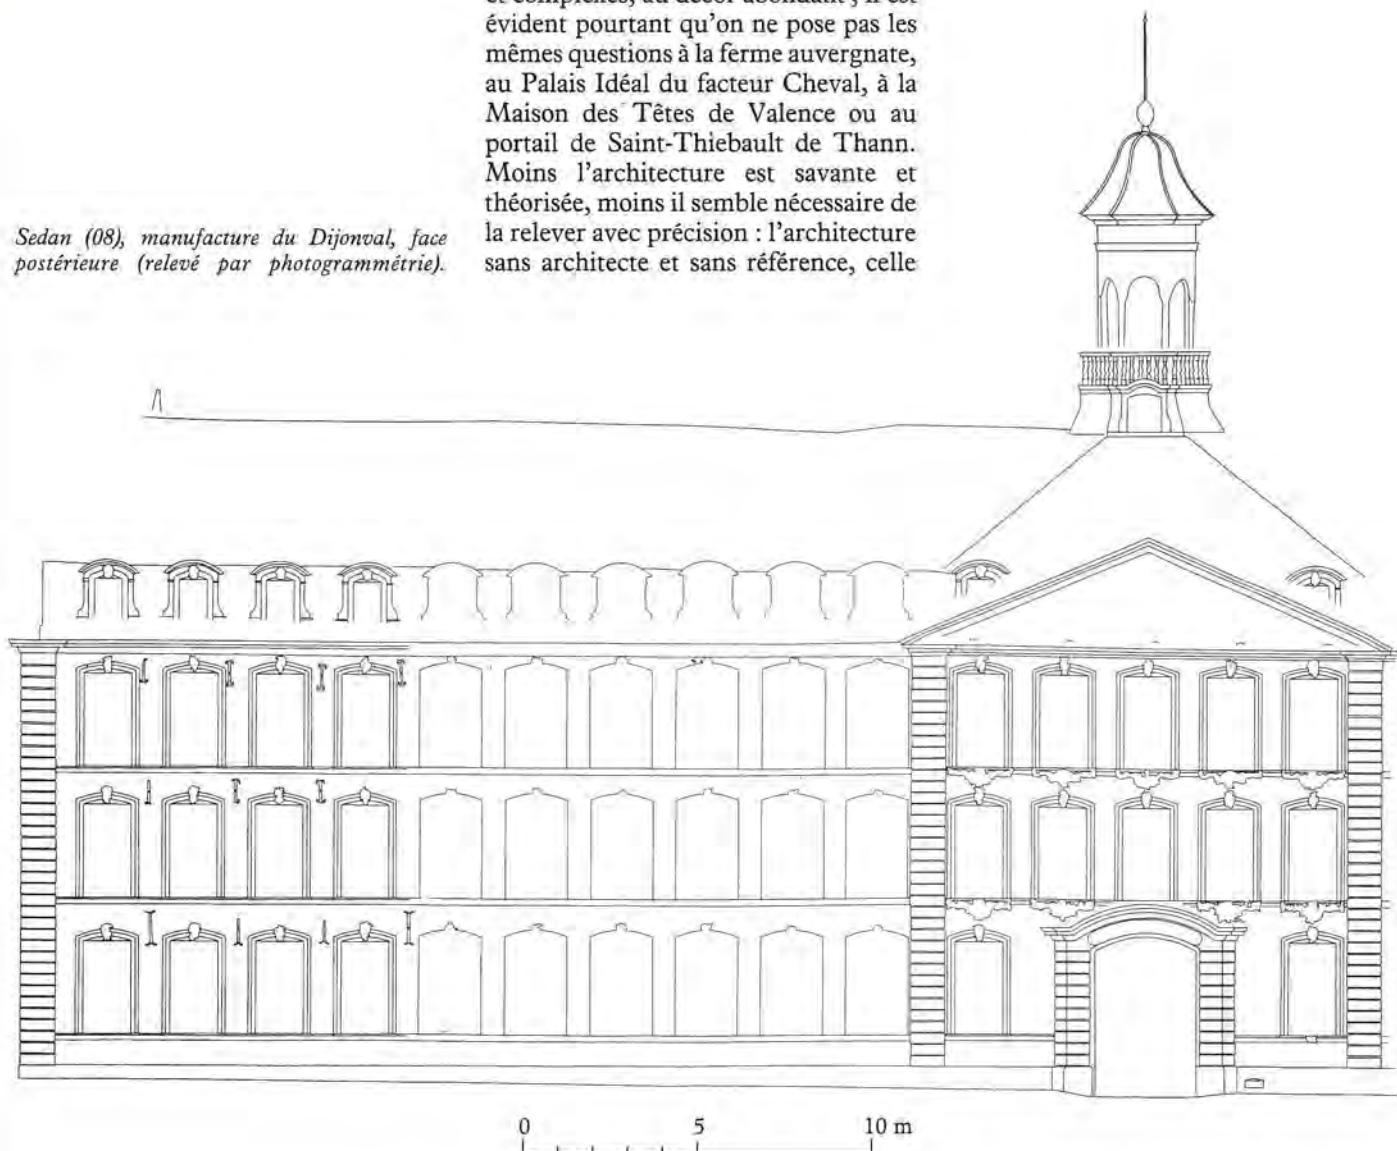 et complexes, au décor abondant ; il est
évident pourtant qu'on ne pose pas les
mêmes questions à la ferme auvergnate,
au Palais Idéal du facteur Cheval, à la
Maison des Têtes de Valence ou au
portail de Saint-Thiebault de Thann.
Moins l'architecture est savante et
théorisée, moins il semble nécessaire de
la relever avec précision : l'architecture
sans architecte et sans référence, celle
Sedan (08), manufacture du Dijonval, face
postérieure (relevé par photogrammétrie).
0 5 10 m